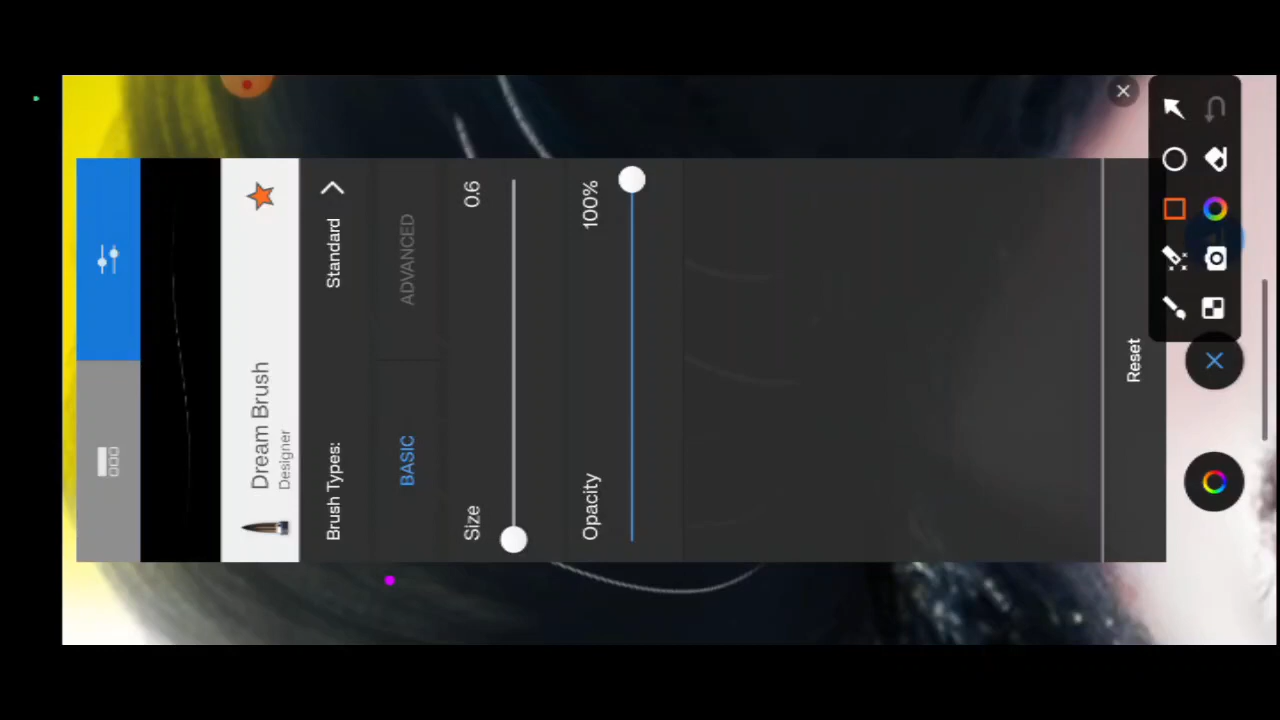 Dream Brush
Designer
Brush Types: Standard
BASIC ADVANCED
Size 0.6
Opacity 100%
Reset